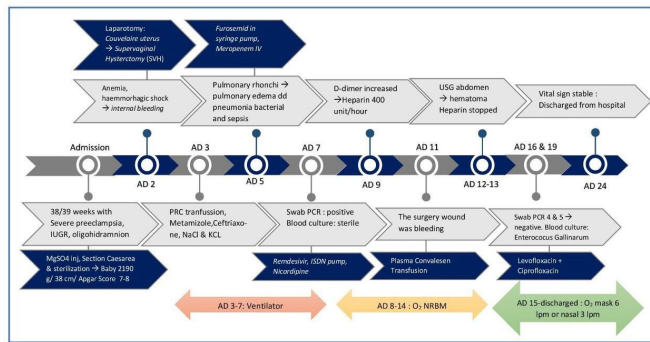 Laparotomy:
Couvelaire uterus
→ Supervaginal
Hysterctomy (SVH)
Furosemid in
syringe pump,
Meropenem IV
Anemia,
haemorhagic shock
→ internal bleeding
Pulmonary rhonchi →
pulmonary edema dd
pneumonia bacterial
and sepsis
D-dimer increased
→Heparin 400
unit/hour
USG abdomen
→ hematoma
Heparin stopped
Vital sign stable :
Discharged from hospital
Admission
AD 3
AD 7
AD 11
AD 16 & 19
AD 2
AD 5
AD 9
AD 12-13
AD 24
38/39 weeks with
Severe preeclampsia,
IUGR, oligohidramnion
PRC tranfussion,
Metamizole,Ceftriaxo-
ne, NaCl & KCL
Swab PCR : positive
Blood culture: sterile
The surgery wound
was bleeding
Swab PCR 4 & 5 →
negative. Blood culture:
Enterococus Gallinarum
MgSO4 inj, Section Caesarea
& sterilization → Baby 2190
g/ 38 cm/ Apgar Score 7-8
Remdesivir, ISDN pump,
Nicardipine
Plasma Convalesen
Transfusion
Levofloxacin +
Ciprofloxacin
AD 3-7: Ventilator
AD 8-14 : O₂ NRBM
AD 15-discharged : O₂ mask 6
lpm or nasal 3 lpm